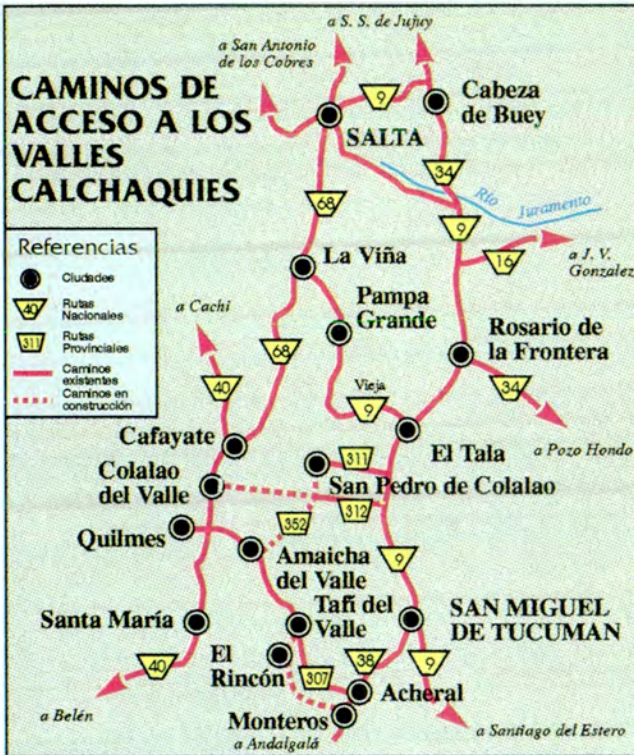 a S. S. de Jujuy
a San Antonio
de los Cobres
CAMINOS DE
ACCESO A LOS
VALLES
CALCHAQUIES
9
Cabeza
de Buey
SALTA
34
Río
Juramento
68
9
16
a J. V.
Gonzalez
Referencias
Ciudades
40
Rutas
Nacionales
311
Rutas
Provinciales
Caminos
existentes
Caminos en
construcción
La Viña
a Cachi
Pampa
Grande
68
Rosario de
la Frontera
40
Vieja
9
34
Cafayate
El Tala
a Pozo Hondo
Colalao
del Valle
311
San Pedro de Colalao
312
Quilmes
352
Amaicha
del Valle
9
Santa María
Tafí del
Valle
SAN MIGUEL
DE TUCUMAN
El
Rincón
38
9
40
307
Acheral
a Belén
Monteros
a Andalgalá
a Santiago del Estero